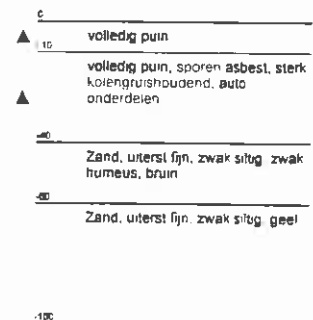 0
volledig puin
-10
volledig puin, sporen asbest, sterk
kolengruishoudend, auto
onderdelen
-40
Zand, uiterst fijn, zwak siltig, zwak
humeus, bruin
-60
Zand, uiterst fijn, zwak siltig, geel
-100